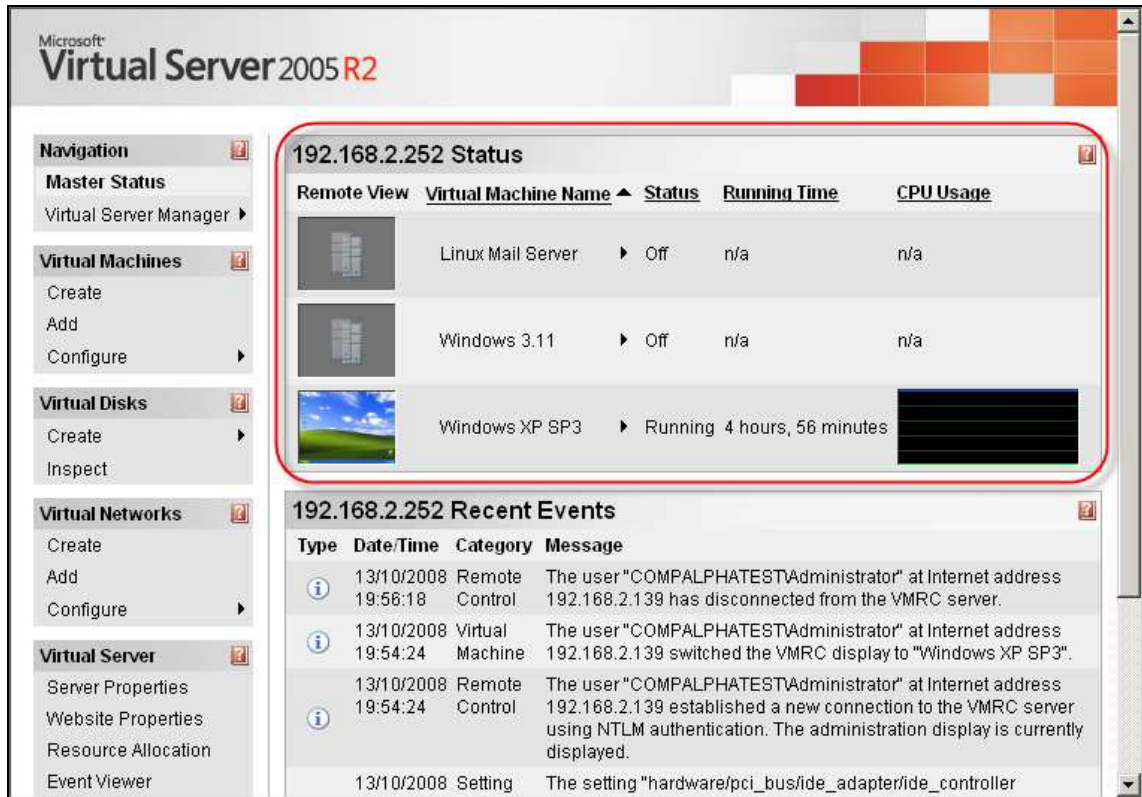 Microsoft
Virtual Server 2005 R2
Navigation
Master Status
Virtual Server Manager
Virtual Machines
Create
Add
Configure
Virtual Disks
Create
Inspect
Virtual Networks
Create
Add
Configure
Virtual Server
Server Properties
Website Properties
Resource Allocation
Event Viewer
192.168.2.252 Status
Remote View Virtual Machine Name Status Running Time CPU Usage
Linux Mail Server Off n/a n/a
Windows 3.11 Off n/a n/a
Windows XP SP3 Running 4 hours, 56 minutes
192.168.2.252 Recent Events
Type Date/Time Category Message
13/10/2008 Remote The user "COMPALPHATEST\Administrator" at Internet address
19:56:18 Control 192.168.2.139 has disconnected from the VMRC server.
13/10/2008 Virtual The user "COMPALPHATEST\Administrator" at Internet address
19:54:24 Machine 192.168.2.139 switched the VMRC display to "Windows XP SP3".
13/10/2008 Remote The user "COMPALPHATEST\Administrator" at Internet address
19:54:24 Control 192.168.2.139 established a new connection to the VMRC server
using NTLM authentication. The administration display is currently
displayed.
13/10/2008 Setting The setting "hardware/pci_bus/ide_adapter/ide_controller